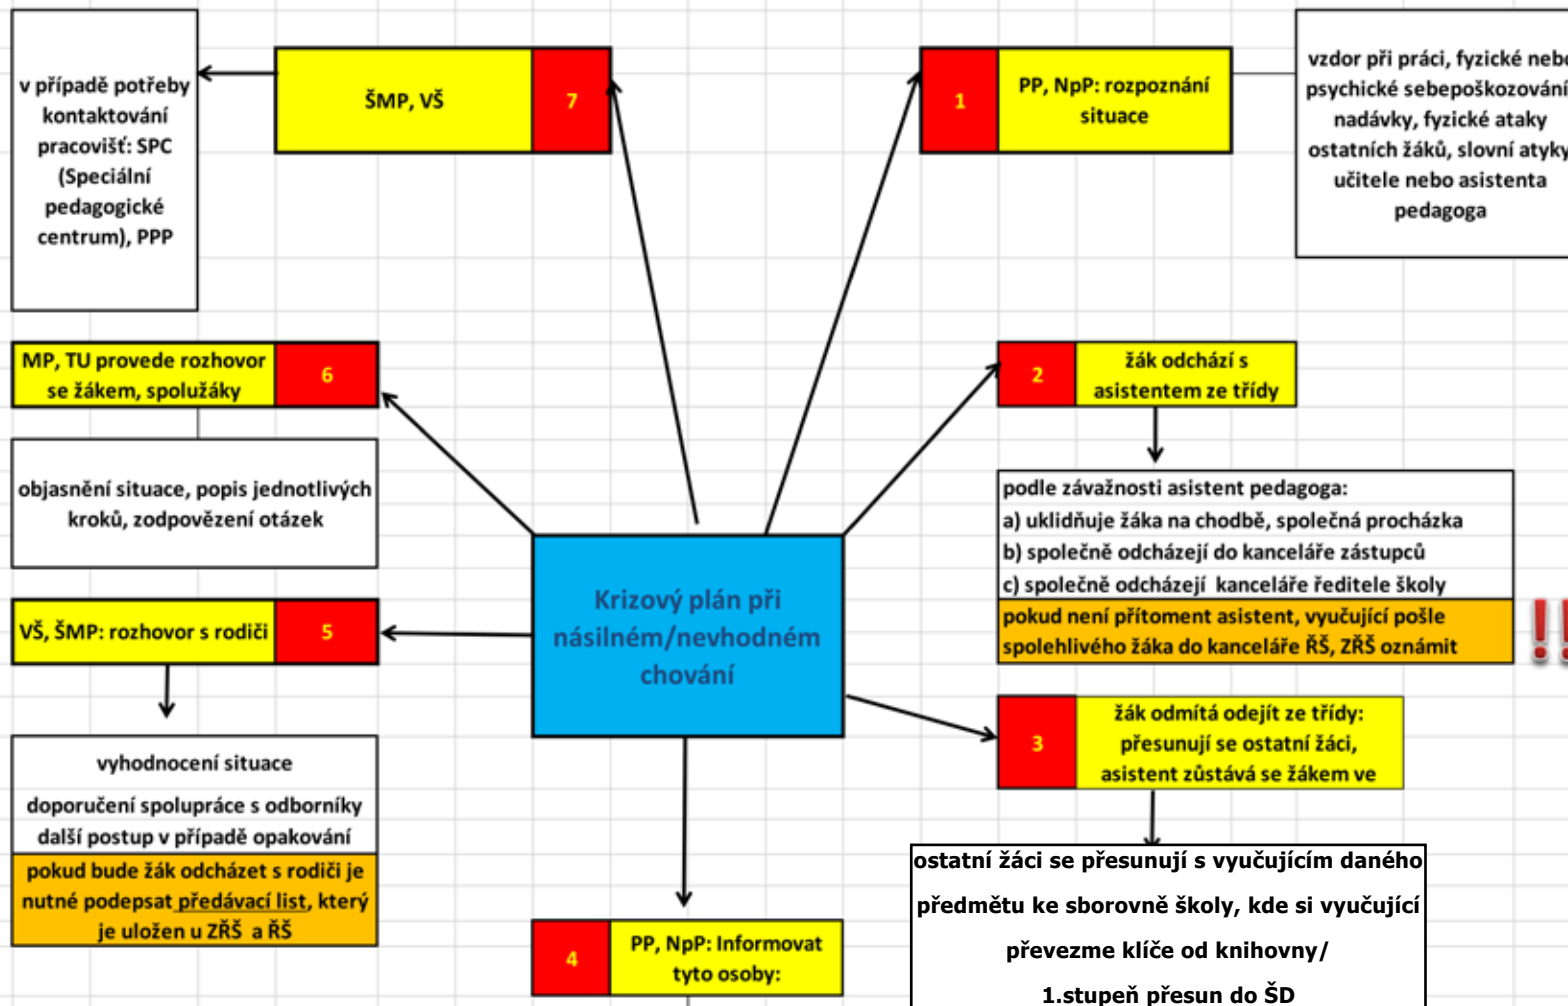 v případě potřeby
kontaktování
pracovišť: SPC
(Speciální
pedagogické
centrum), PPP
ŠMP, VŠ
7
1
PP, NpP: rozpoznání
situace
vzdor při práci, fyzické nebo
psychické sebepoškozování
nadávky, fyzické ataky
ostatních žáků, slovní atyky
učitele nebo asistenta
pedagoga
MP, TU provede rozhovor
se žákem, spolužáky
6
objasnění situace, popis jednotlivých
kroků, zodpovězení otázek
2
žák odchází s
asistentem ze třídy
podle závažnosti asistent pedagoga:
a) uklidňuje žáka na chodbě, společná procházka
b) společně odcházejí do kanceláře zástupců
c) společně odcházejí kanceláře ředitele školy
pokud není přítoment asistent, vyučující pošle
spolehlivého žáka do kanceláře ŘŠ, ZŘŠ oznámit
!!
Krizový plán při
násilném/nevhodném
chování
VŠ, ŠMP: rozhovor s rodiči
5
vyhodnocení situace
doporučení spolupráce s odborníky
další postup v případě opakování
pokud bude žák odcházet s rodiči je
nutné podepsat předávací list, který
je uložen u ZŘŠ a ŘŠ
3
žák odmítá odejít ze třídy:
přesunují se ostatní žáci,
asistent zůstává se žákem ve
ostatní žáci se přesunují s vyučujícím daného
předmětu ke sborovně školy, kde si vyučující
převezme klíče od knihovny/
1.stupeň přesun do ŠD
4
PP, NpP: Informovat
tyto osoby: